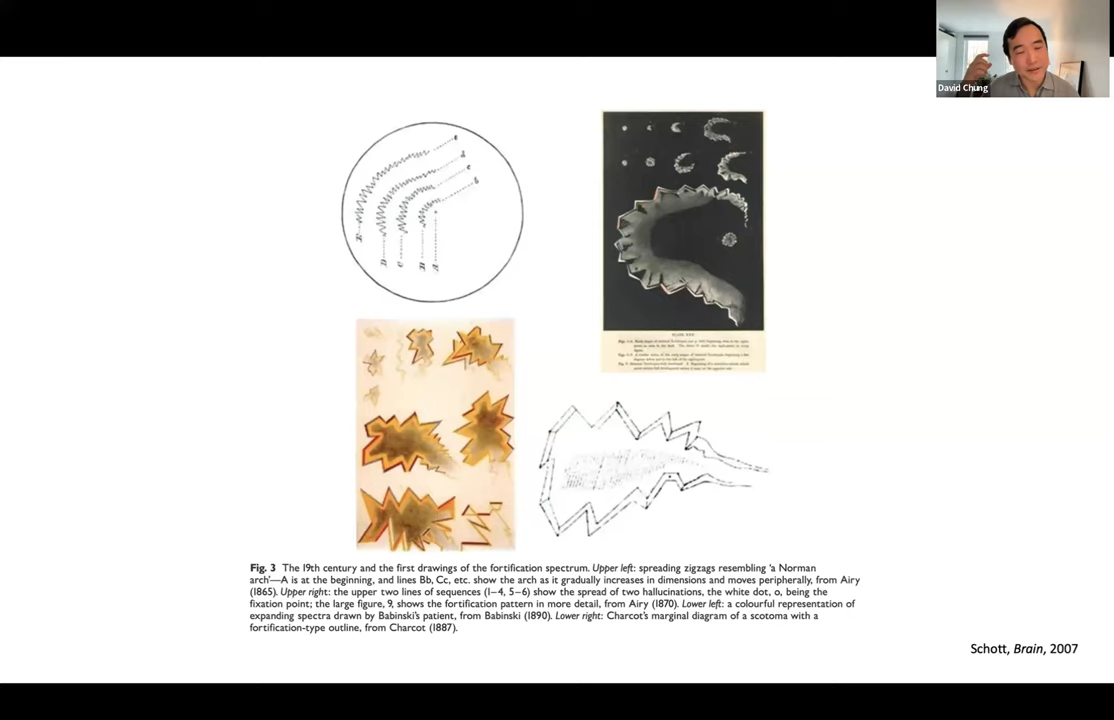 David Chung
e
d
c
b
E
D
C
B
A
Fig. 3 The 19th century and the first drawings of the fortification spectrum. Upper left: spreading zigzags resembling ‘a Norman
arch’—A is at the beginning, and lines Bb, Cc, etc. show the arch as it gradually increases in dimensions and moves peripherally, from Airy
(1865). Upper right: the upper two lines of sequences (1–4, 5–6) show the spread of two hallucinations, the white dot, o, being the
fixation point; the large figure, 9, shows the fortification pattern in more detail, from Airy (1870). Lower left: a colourful representation of
expanding spectra drawn by Babinski's patient, from Babinski (1890). Lower right: Charcot's marginal diagram of a scotoma with a
fortification-type outline, from Charcot (1887).
Schott, Brain, 2007